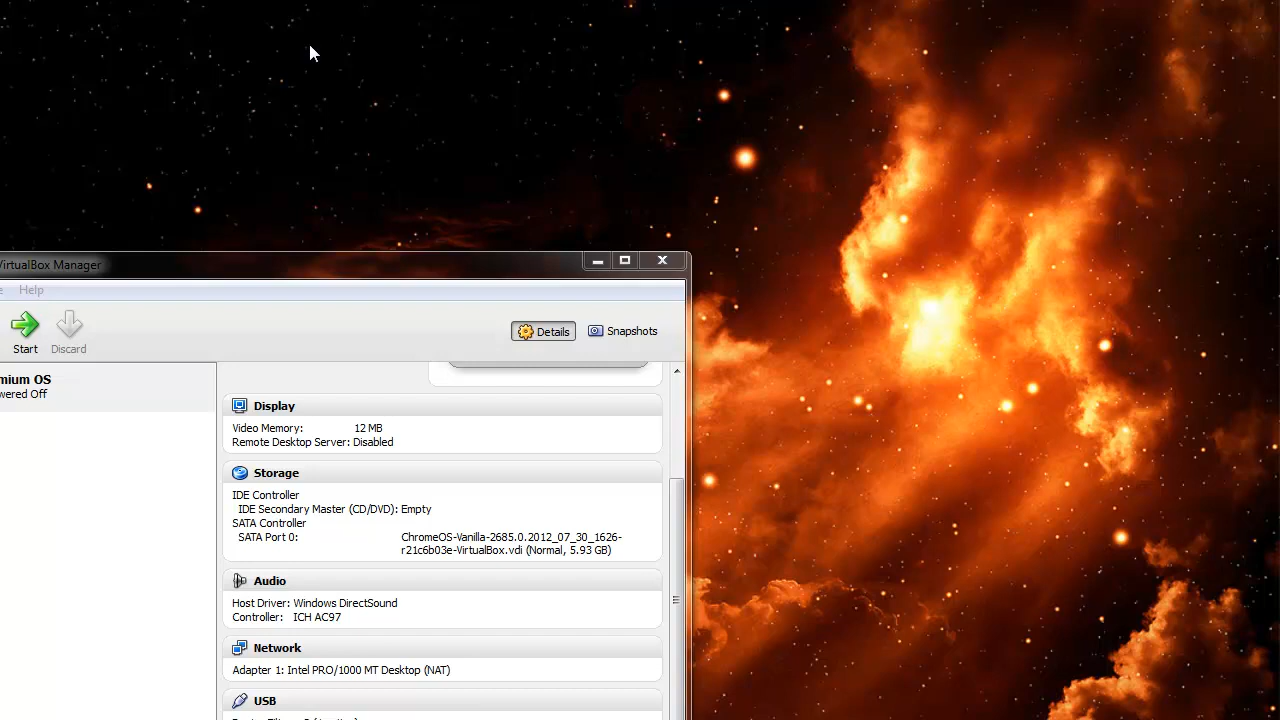 VirtualBox Manager
Help
Start
Discard
Details
Snapshots
mium OS
wered Off
Display
Video Memory: 12 MB
Remote Desktop Server: Disabled
Storage
IDE Controller
IDE Secondary Master (CD/DVD): Empty
SATA Controller
SATA Port 0: ChromeOS-Vanilla-2685.0.2012_07_30_1626-
r21c6b03e-VirtualBox.vdi (Normal, 5.93 GB)
Audio
Host Driver: Windows DirectSound
Controller: ICH AC97
Network
Adapter 1: Intel PRO/1000 MT Desktop (NAT)
USB